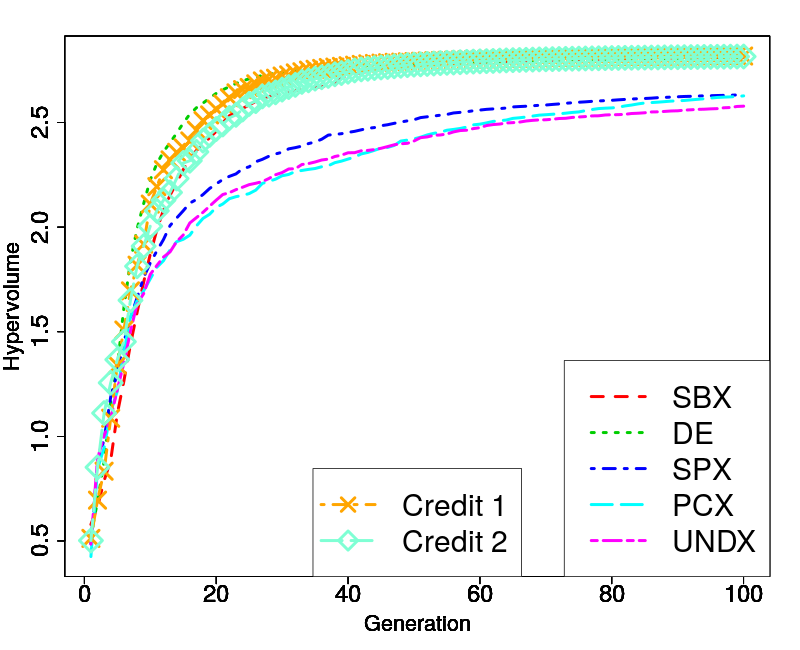 Hypervolume
2.5
2.0
1.5
1.0
0.5
SBX
DE
SPX
PCX
UNDX
Credit 1
Credit 2
0 20 40 60 80 100
Generation